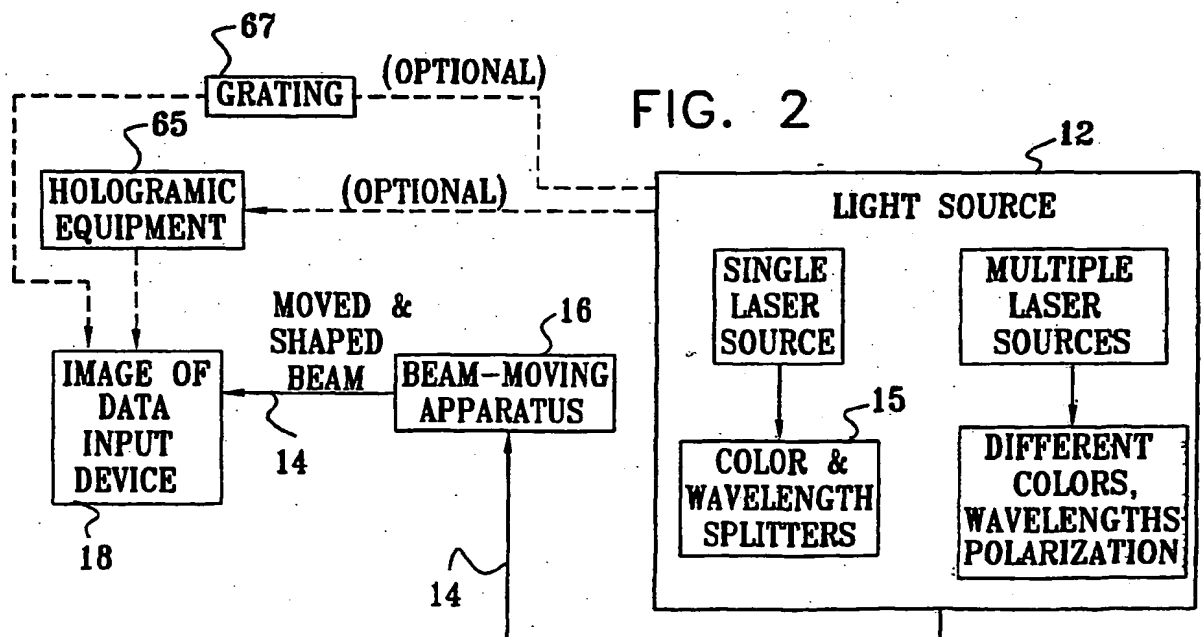 67
(OPTIONAL)
GRATING
FIG. 2
65
12
HOLOGRAMIC
EQUIPMENT
(OPTIONAL)
LIGHT SOURCE
SINGLE
LASER
SOURCE
MULTIPLE
LASER
SOURCES
MOVED &
SHAPED
BEAM
16
IMAGE OF
DATA
INPUT
DEVICE
BEAM-MOVING
APPARATUS
14
15
COLOR &
WAVELENGTH
SPLITTERS
DIFFERENT
COLORS,
WAVELENGTHS
POLARIZATION
18
14